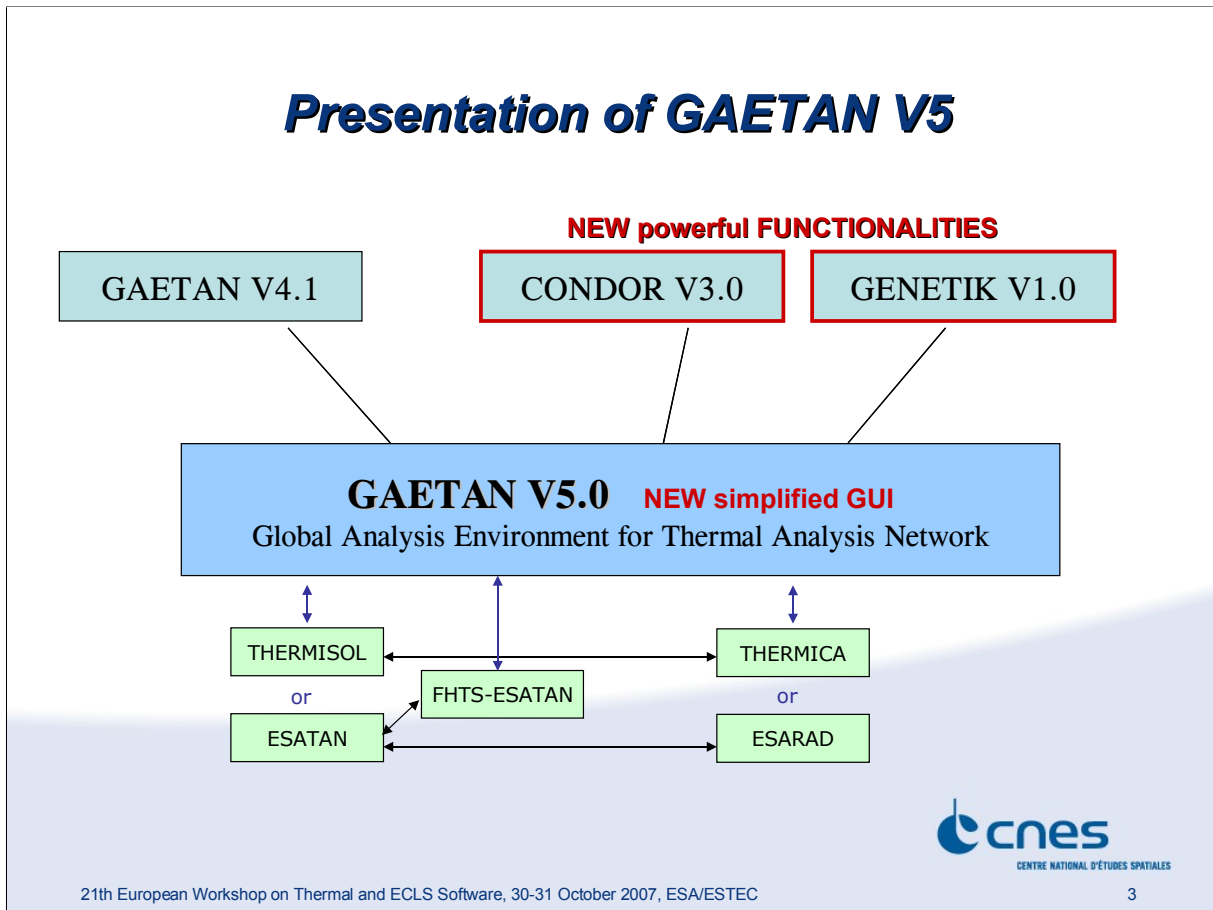 Presentation of GAETAN V5
NEW powerful FUNCTIONALITIES
GAETAN V4.1
CONDOR V3.0
GENETIK V1.0
GAETAN V5.0 NEW simplified GUI
Global Analysis Environment for Thermal Analysis Network
THERMISOL
THERMICA
or
FHTS-ESATAN
or
ESATAN
ESARAD
cnes
CENTRE NATIONAL D'ÉTUDES SPATIALES
21th European Workshop on Thermal and ECLS Software, 30-31 October 2007, ESA/ESTEC
3